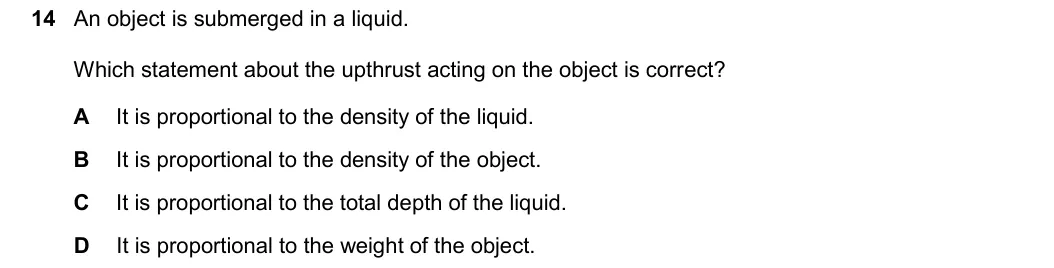 14 An object is submerged in a liquid.
Which statement about the upthrust acting on the object is correct?
A It is proportional to the density of the liquid.
B It is proportional to the density of the object.
C It is proportional to the total depth of the liquid.
D It is proportional to the weight of the object.